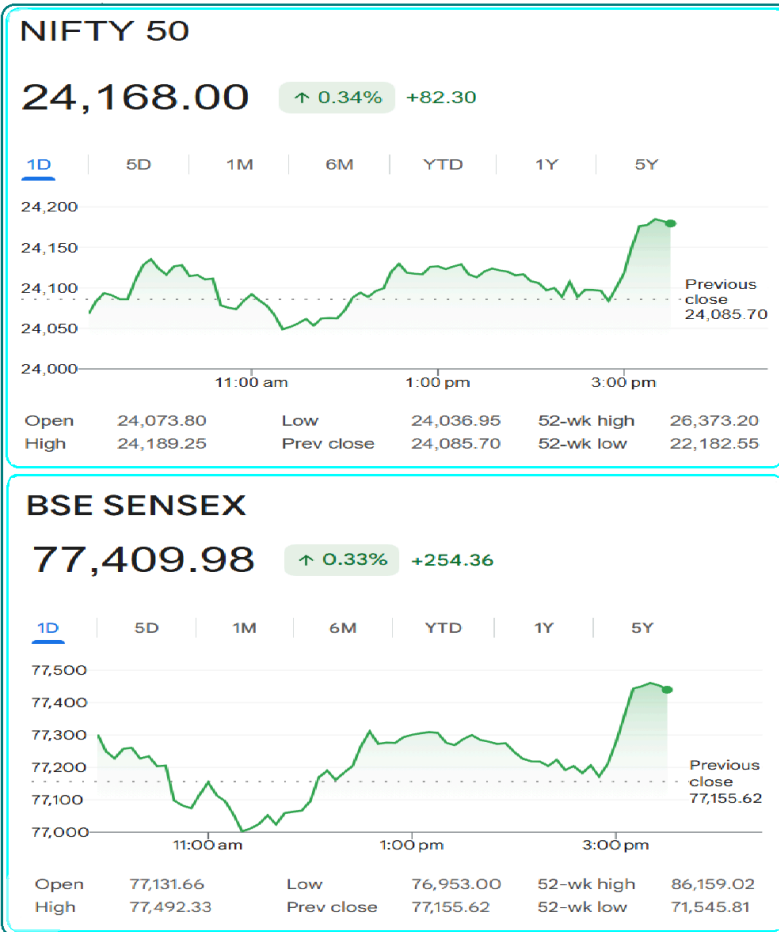 NIFTY 50
24,168.00 ↑ 0.34% +82.30
1D 5D 1M 6M YTD 1Y 5Y
24,200
24,150
24,100
24,050
24,000
Previous
close
24,085.70
11:00 am 1:00 pm 3:00 pm
Open 24,073.80 Low 24,036.95 52-wk high 26,373.20
High 24,189.25 Prev close 24,085.70 52-wk low 22,182.55
BSE SENSEX
77,409.98 ↑ 0.33% +254.36
1D 5D 1M 6M YTD 1Y 5Y
77,500
77,400
77,300
77,200
77,100
77,000
Previous
close
77,155.62
11:00 am 1:00 pm 3:00 pm
Open 77,131.66 Low 76,953.00 52-wk high 86,159.02
High 77,492.33 Prev close 77,155.62 52-wk low 71,545.81